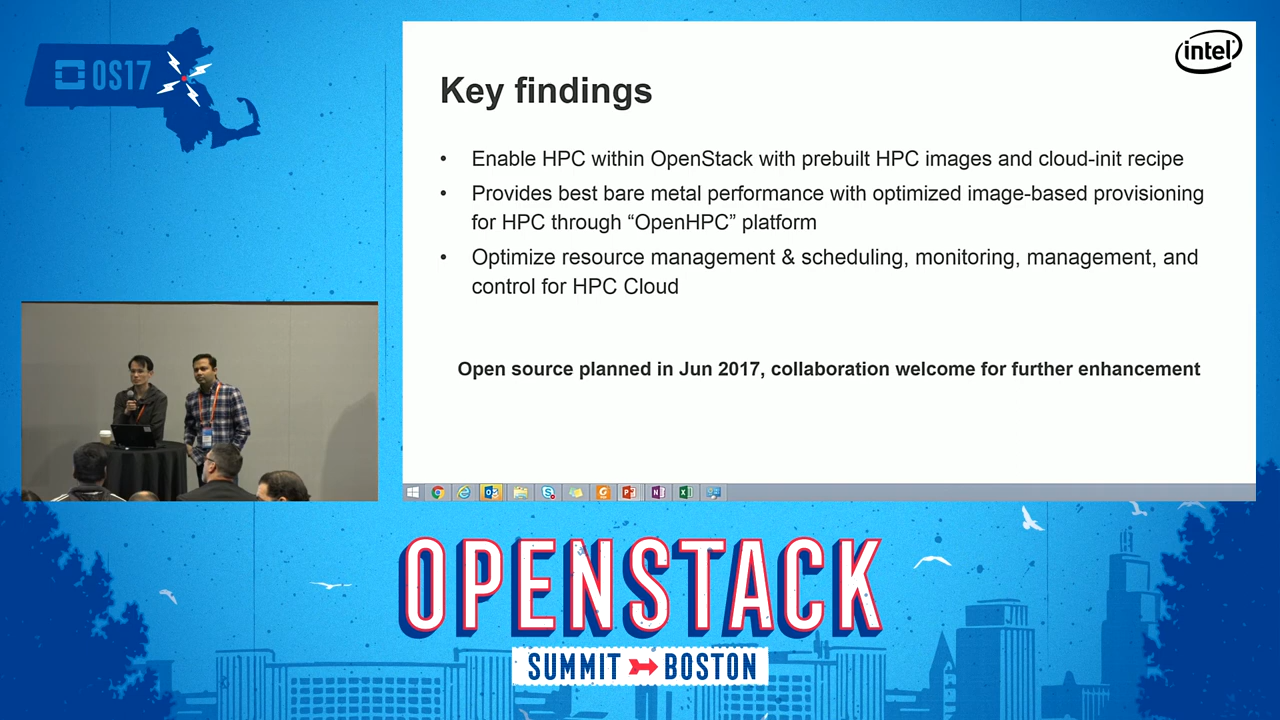 OS17
intel
Key findings
• Enable HPC within OpenStack with prebuilt HPC images and cloud-init recipe
• Provides best bare metal performance with optimized image-based provisioning
for HPC through “OpenHPC” platform
• Optimize resource management & scheduling, monitoring, management, and
control for HPC Cloud
Open source planned in Jun 2017, collaboration welcome for further enhancement
OPENSTACK
SUMMIT BOSTON